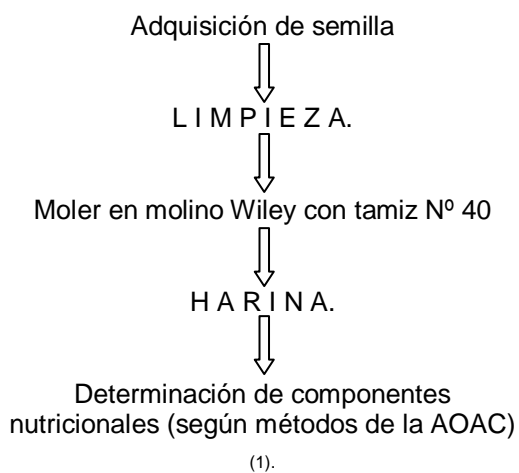 Adquisición de semilla
L I M P I E Z A.
Moler en molino Wiley con tamiz Nº 40
H A R I N A.
Determinación de componentes
nutricionales (según métodos de la AOAC)
(1).